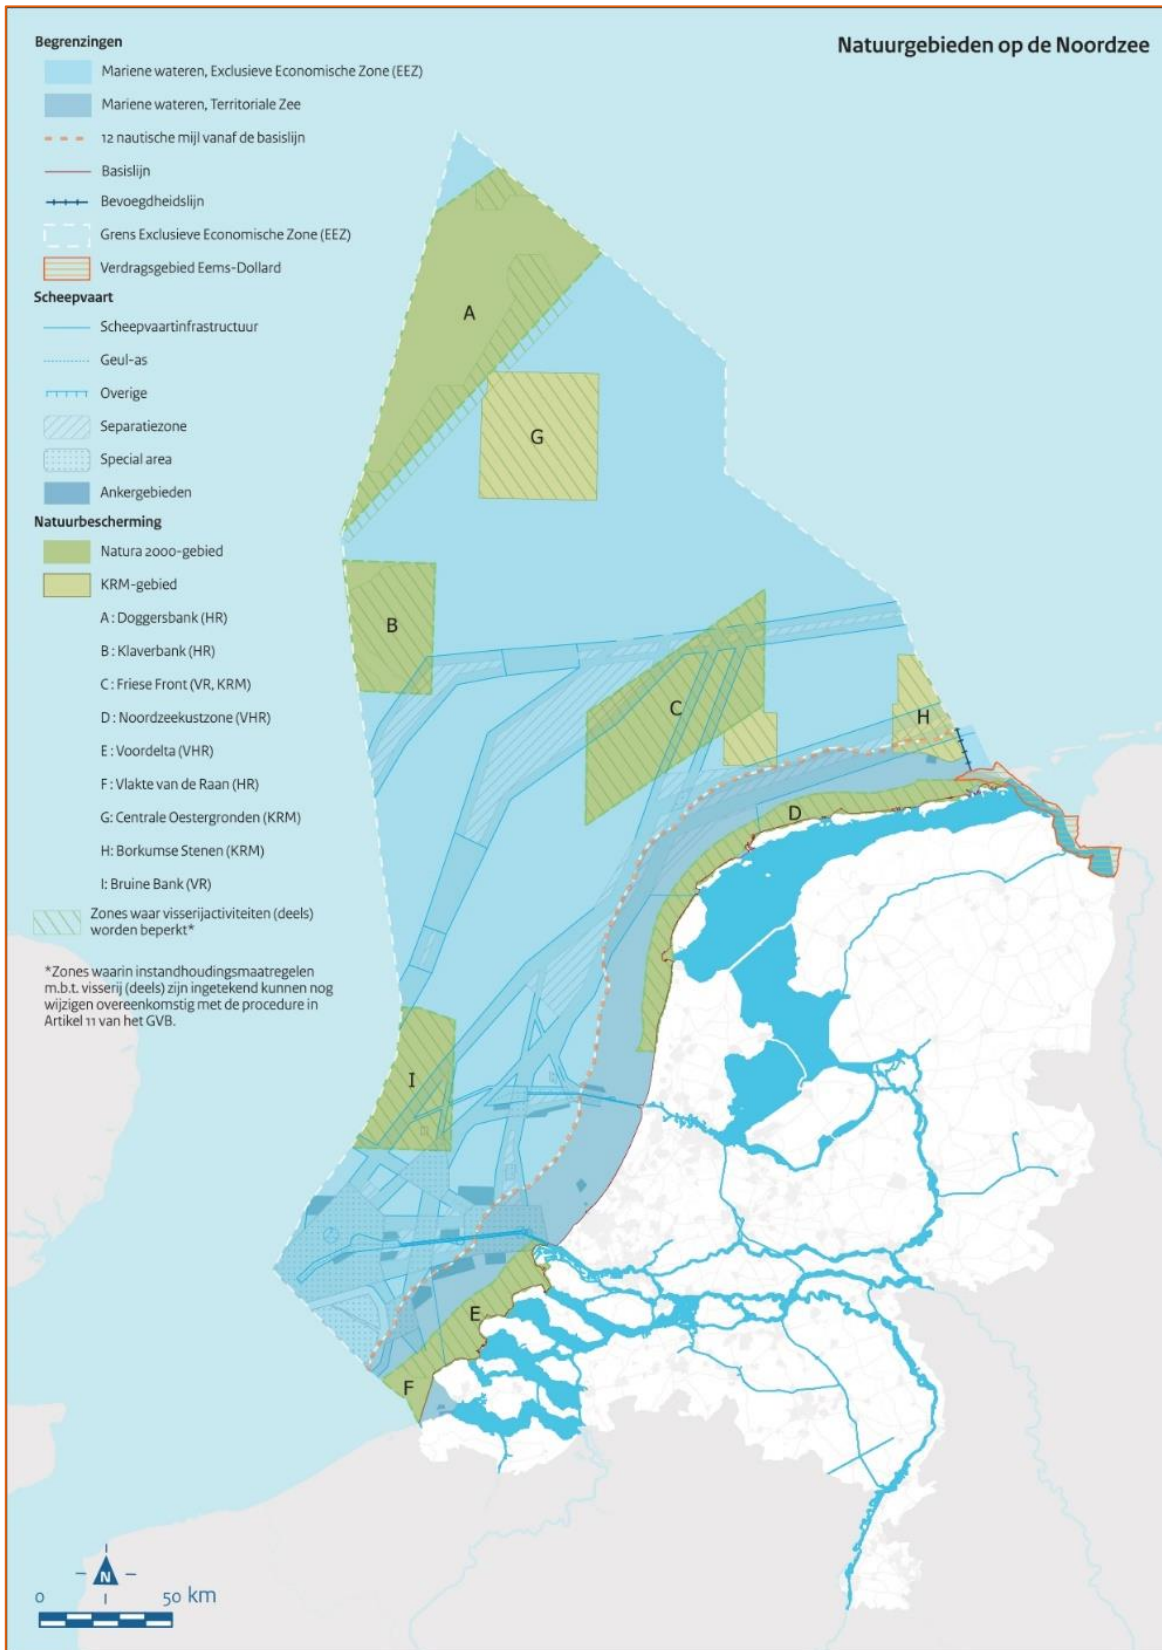 Natuurgebieden op de Noordzee
Begrenzingen
Mariene wateren, Exclusieve Economische Zone (EEZ)
Mariene wateren, Territoriale Zee
12 nautische mijl vanaf de basislijn
Basislijn
Bevoegdheidslijn
Grens Exclusieve Economische Zone (EEZ)
Verdragsgebied Eems-Dollard
Scheepvaart
Scheepvaartinfrastructuur
Geul-as
Overige
Separatiezone
Special area
Ankergebieden
Natuurbescherming
Natura 2000-gebied
KRM-gebied
A : Doggersbank (HR)
B : Klaverbank (HR)
C : Friese Front (VR, KRM)
D : Noordzeekustzone (VHR)
E : Voordelta (VHR)
F : Vlakte van de Raan (HR)
G: Centrale Oestergronden (KRM)
H: Borkumse Stenen (KRM)
I: Bruine Bank (VR)
Zones waar visserijactiviteiten (deels)
worden beperkt*
*Zones waarin instandhoudingsmaatregelen
m.b.t. visserij (deels) zijn ingetekend kunnen nog
wijzigen overeenkomstig met de procedure in
Artikel 11 van het GVB.
A
G
B
C
H
D
I
E
F
N
0
50 km